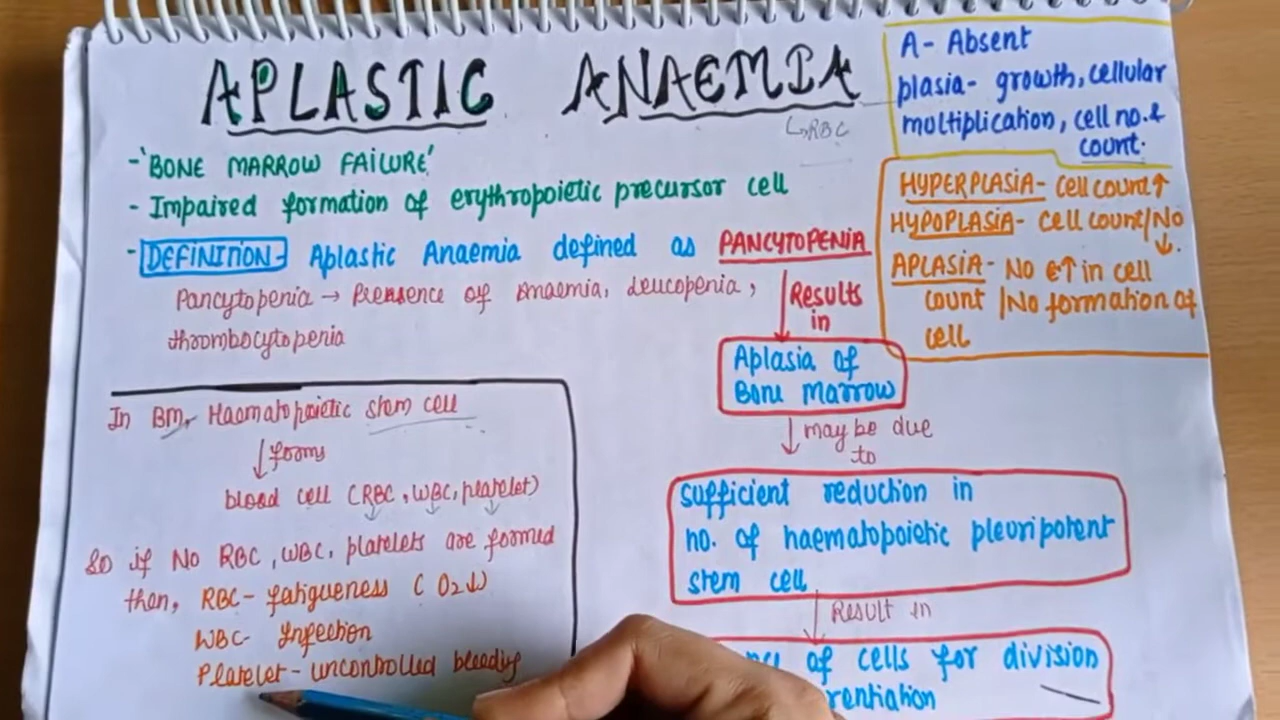 APLASTIC ANAEMIA
↳RBC
A- Absent
plasia- growth, cellular
multiplication, cell no. &
count.
HYPERPLASIA- Cell count↑
HYPOPLASIA- Cell count/No
↓.
APLASIA- No ↑ in cell
count /No formation of
cell
-'BONE MARROW FAILURE'
- Impaired formation of erythropoietic precursor cell
- DEFINITION- Aplastic Anaemia defined as PANCYTOPENIA
Pancytopenia → Presence of Anaemia, Leucopenia,
thrombocytopenia
Results
in
Aplasia of
Bone Marrow
may be due
to
sufficient reduction in
no. of haematopoietic pleuripotent
stem cell
Result in
of cells for division
In BM, Haematopoietic stem cell
↓ forms
blood cell (RBC, WBC, platelet)
So if No RBC, WBC, platelets are formed
then, RBC- fatigueness ( O2↓)
WBC- Infection
Platelet- uncontrolled bleeding